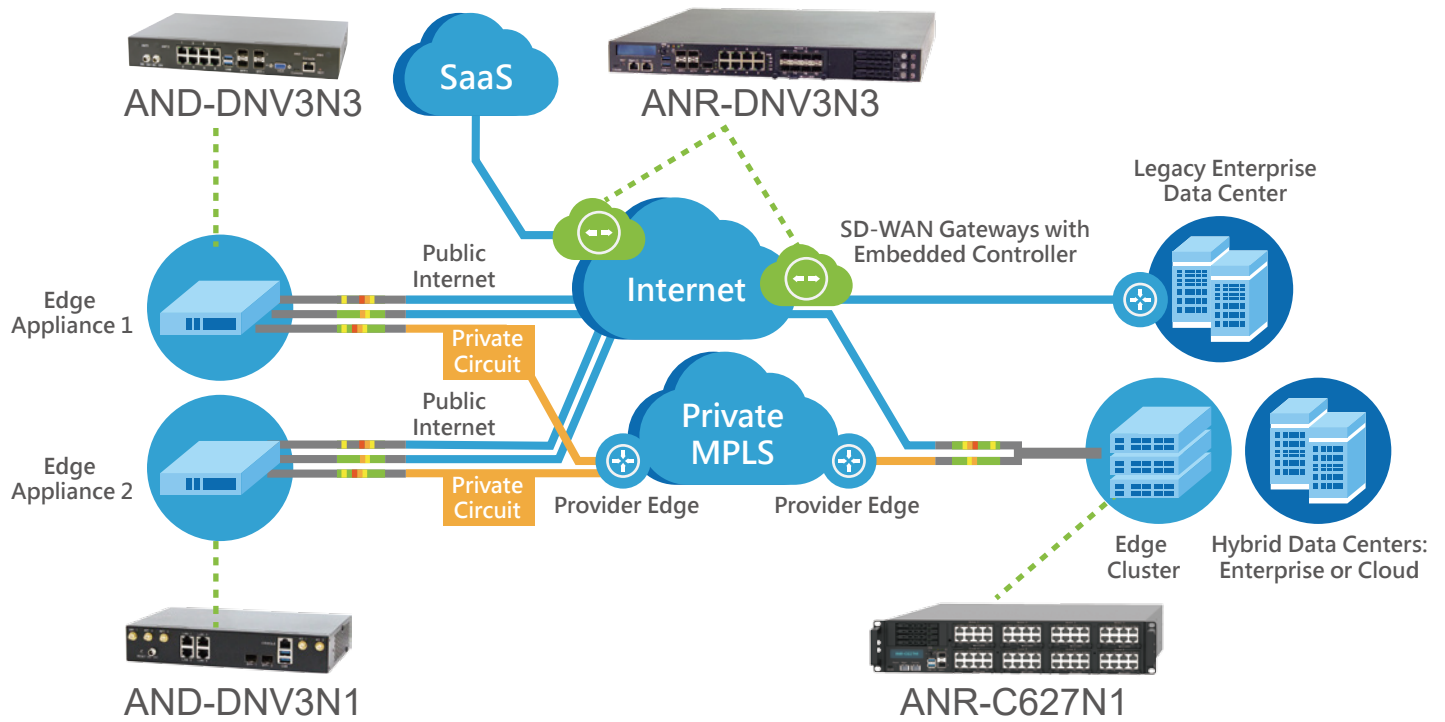 AND-DNV3N3
SaaS
ANR-DNV3N3
Legacy Enterprise
Data Center
SD-WAN Gateways with
Embedded Controller
Public
Internet
Internet
Edge
Appliance 1
Private
Circuit
Public
Internet
Private
MPLS
Edge
Appliance 2
Private
Circuit
Provider Edge
Provider Edge
Edge
Cluster
Hybrid Data Centers:
Enterprise or Cloud
AND-DNV3N1
ANR-C627N1